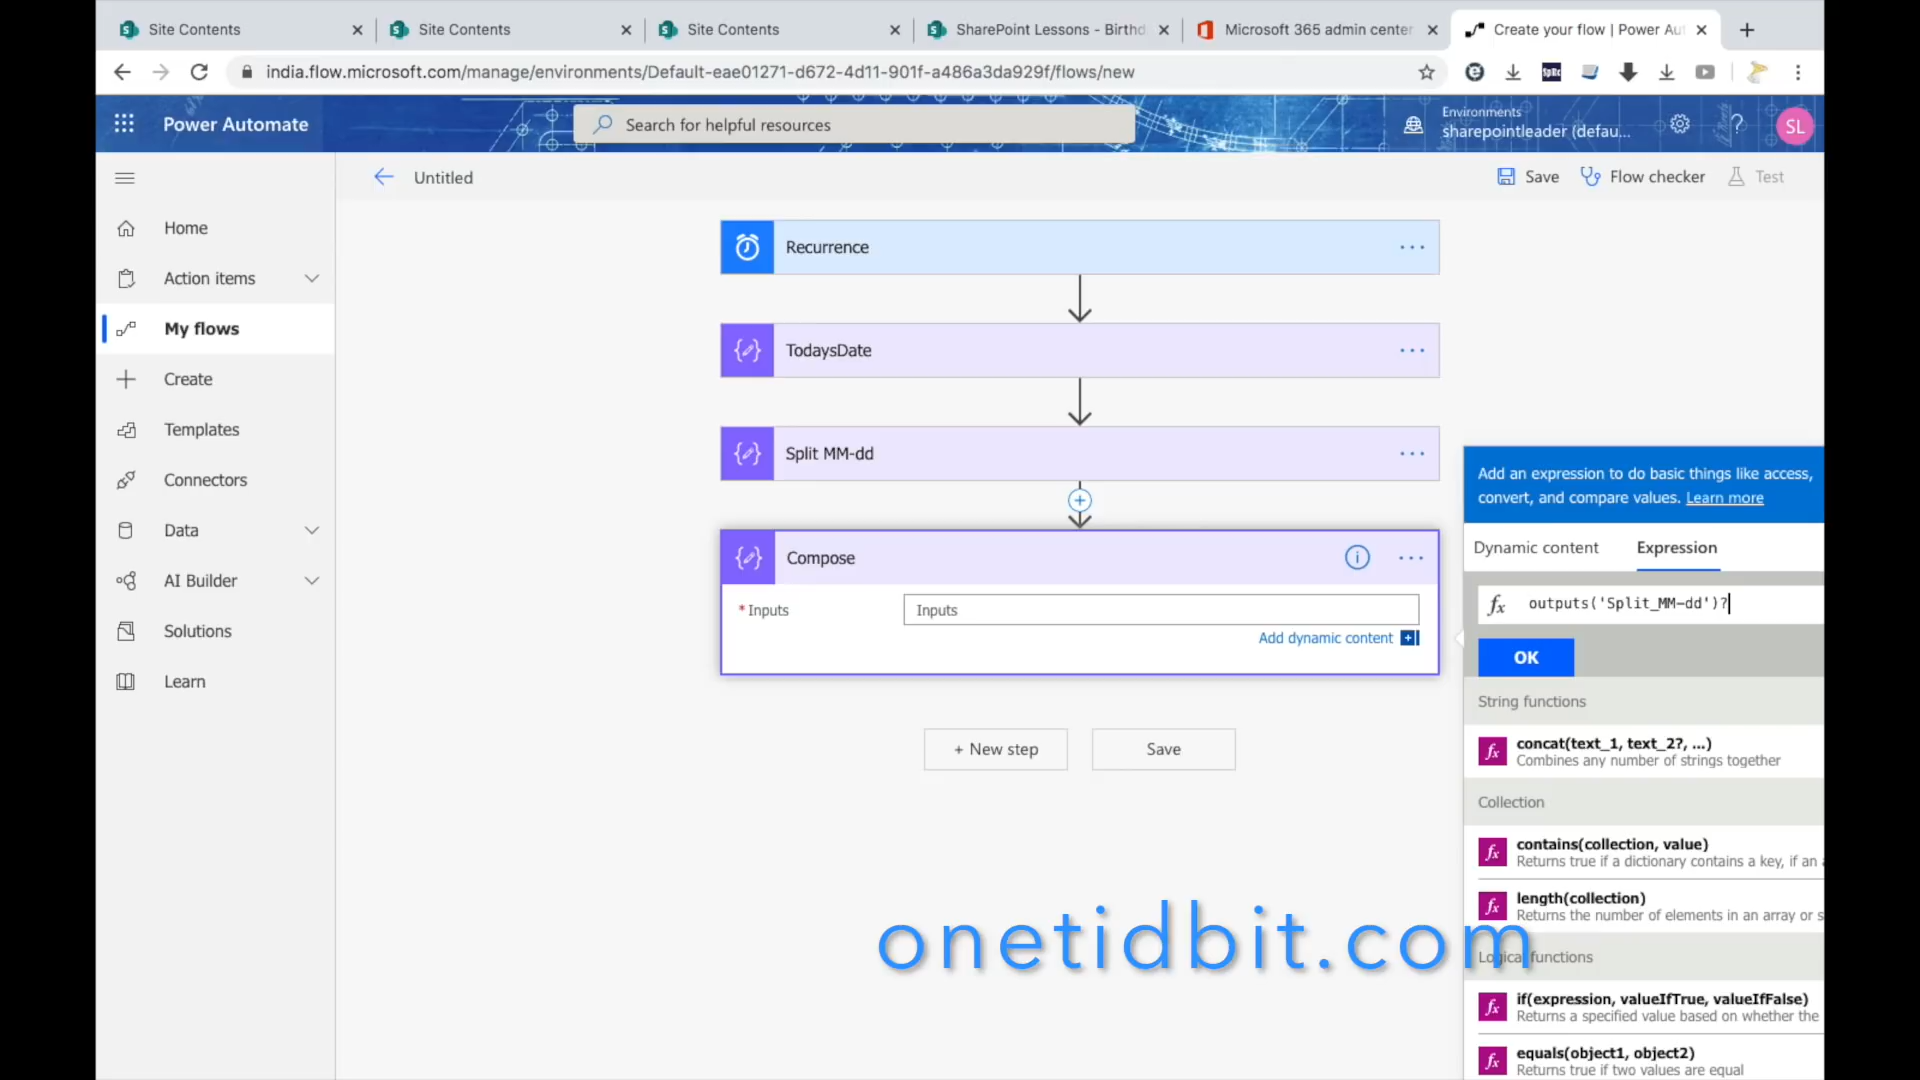 Site Contents
Site Contents
Site Contents
SharePoint Lessons - Birthd
Microsoft 365 admin center
Create your flow | Power Aut
india.flow.microsoft.com/manage/environments/Default-eae01271-d672-4d11-901f-a486a3da929f/flows/new
Power Automate
Search for helpful resources
Environments
sharepointleader (defau...
SL
Untitled
Save
Flow checker
Test
Home
Action items
My flows
Create
Templates
Connectors
Data
AI Builder
Solutions
Learn
Recurrence
TodaysDate
Split MM-dd
Compose
* Inputs
Inputs
Add dynamic content
+ New step
Save
Add an expression to do basic things like access,
convert, and compare values. Learn more
Dynamic content
Expression
fx
outputs('Split_MM-dd')?
OK
String functions
fx
concat(text_1, text_2?, ...)
Combines any number of strings together
Collection
fx
contains(collection, value)
Returns true if a dictionary contains a key, if an a
fx
length(collection)
Returns the number of elements in an array or s
Logical functions
fx
if(expression, valueIfTrue, valueIfFalse)
Returns a specified value based on whether the
fx
equals(object1, object2)
Returns true if two values are equal
onetidbit.com